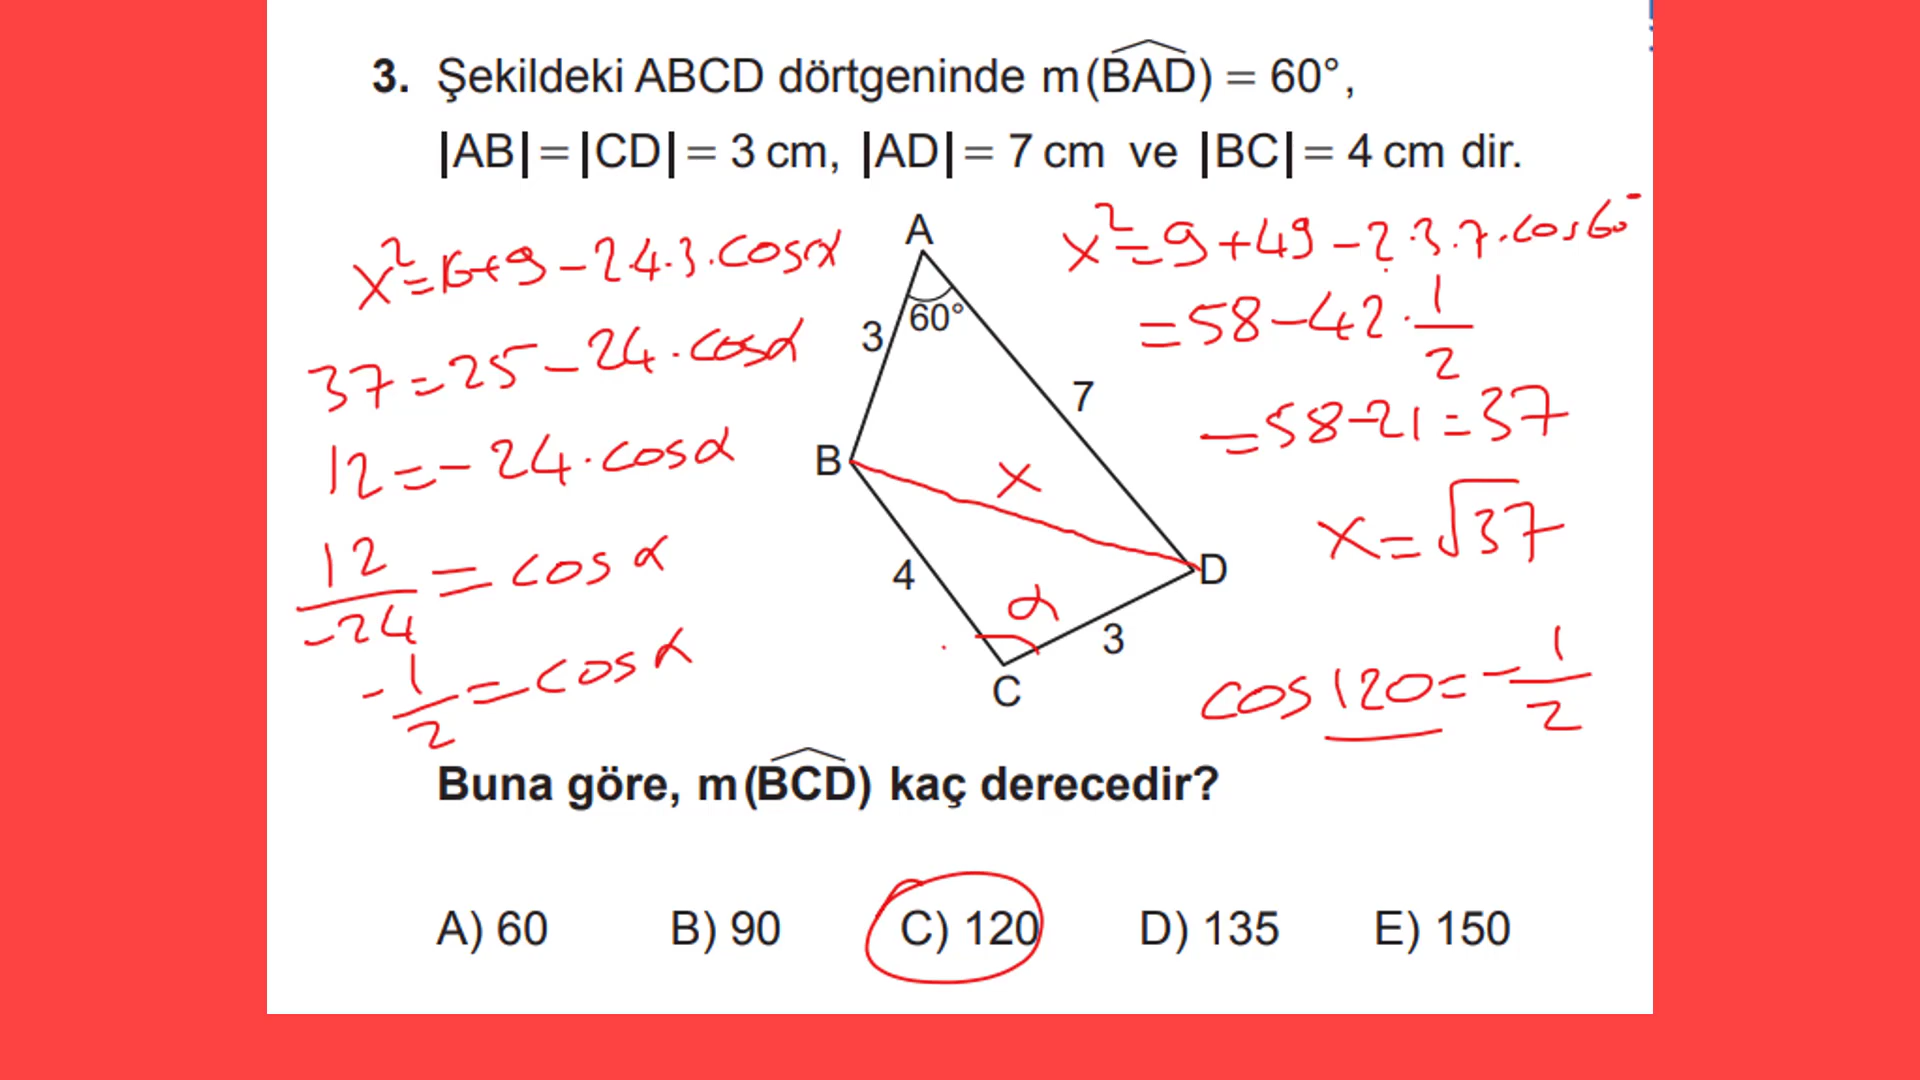 3. Şekildeki ABCD dörtgeninde m(BAD) = 60°,
|AB| = |CD| = 3 cm, |AD| = 7 cm ve |BC| = 4 cm dir.
x² = 16+9 − 2.4.3.cosα
37 = 25 − 24.cosα
12 = − 24.cosα
12/−24 = cosα
−1/2 = cosα
A
60°
3
7
B
x
4
D
α
3
C
x² = 9+49 − 2.3.7.cos60°
= 58 − 42.1/2
= 58−21 = 37
x = √37
cos120 = −1/2
Buna göre, m(BCD) kaç derecedir?
A) 60 B) 90 C) 120 D) 135 E) 150